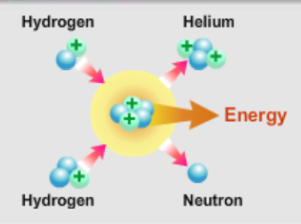 Hydrogen Helium
+
+
+
+
+
Energy
+
Hydrogen Neutron